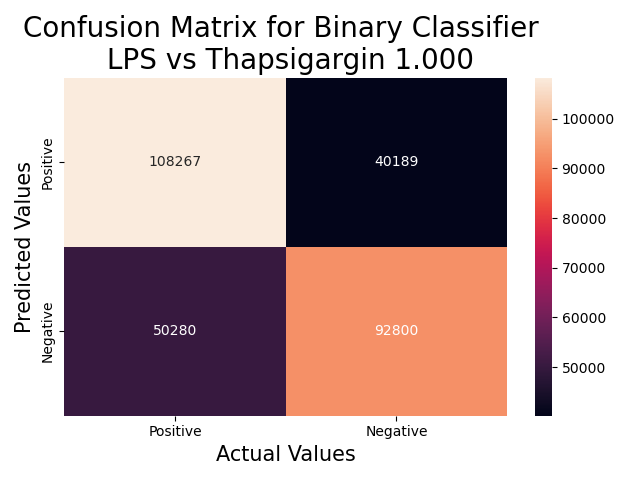 Confusion Matrix for Binary Classifier
LPS vs Thapsigargin 1.000
Predicted Values
Positive
Negative
108267
40189
50280
92800
Positive
Negative
Actual Values
100000
90000
80000
70000
60000
50000